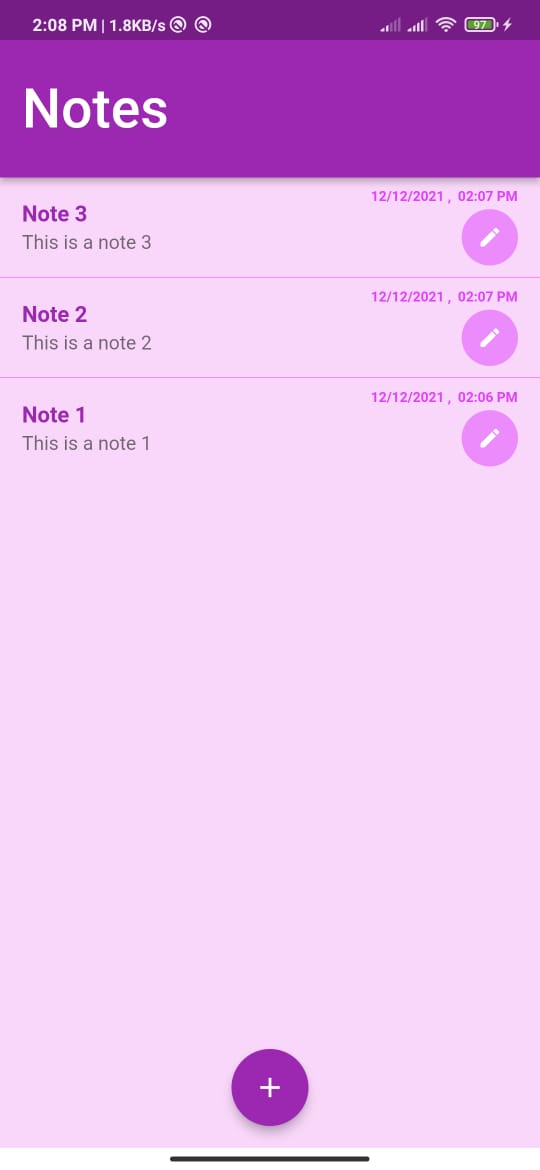 2:08 PM | 1.8KB/s 97
Notes
12/12/2021 , 02:07 PM
Note 3
This is a note 3
12/12/2021 , 02:07 PM
Note 2
This is a note 2
12/12/2021 , 02:06 PM
Note 1
This is a note 1